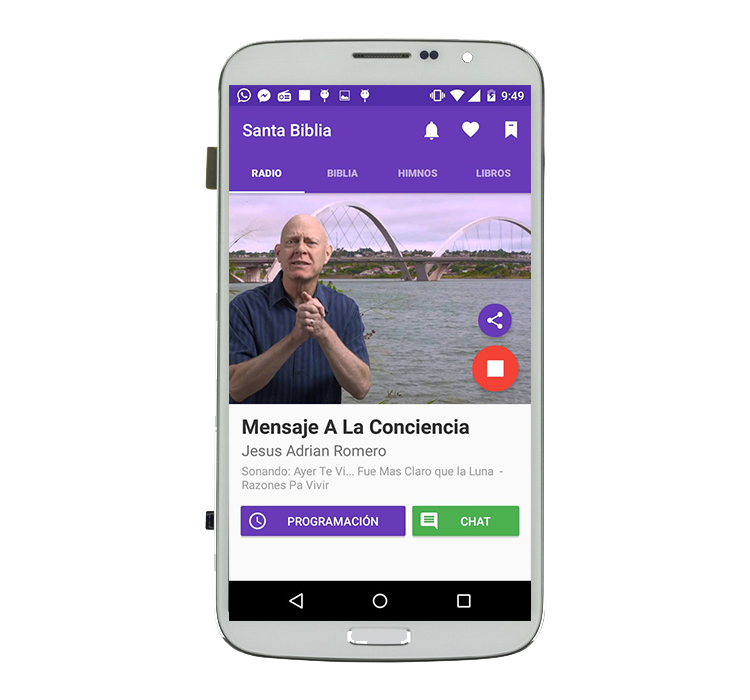 9:49
Santa Biblia
RADIO BIBLIA HIMNOS LIBROS
Mensaje A La Conciencia
Jesus Adrian Romero
Sonando: Ayer Te Vi... Fue Mas Claro que la Luna -
Razones Pa Vivir
PROGRAMACIÓN CHAT